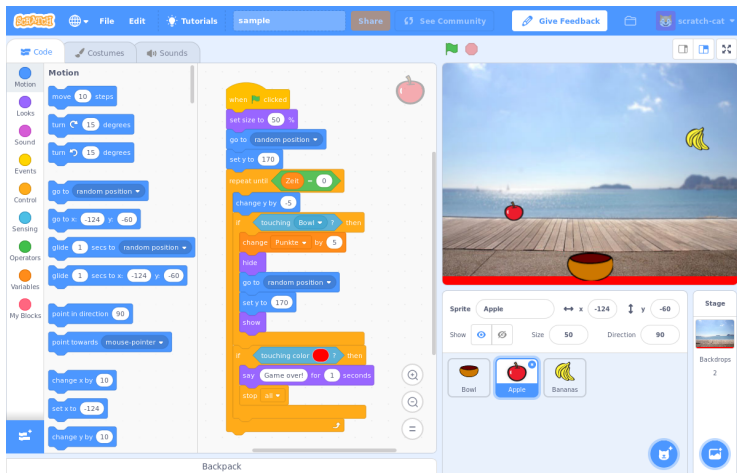 SCRATCH File Edit Tutorials sample Share See Community Give Feedback scratch-cat
Code Costumes Sounds
Motion
Looks
Sound
Events
Control
Sensing
Operators
Variables
My Blocks
Motion
move 10 steps
turn 15 degrees
turn 15 degrees
go to random position
go to x: -124 y: -60
glide 1 secs to random position
glide 1 secs to x: -124 y: -60
point in direction 90
point towards mouse-pointer
change x by 10
set x to -124
change y by 10
when clicked
set size to 50 %
go to random position
set y to 170
repeat until Zeit = 0
change y by -5
if touching Bowl ? then
change Punkte by 5
hide
go to random position
set y to 170
show
if touching color ? then
say Game over! for 1 seconds
stop all
Backpack
Sprite Apple x -124 y -60
Show Size 50 Direction 90
Bowl Apple Bananas
Stage
Backdrops
2